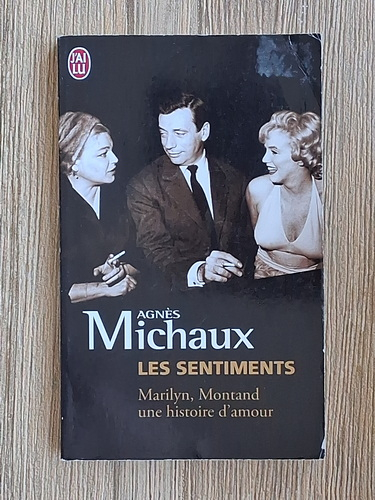 J'AI
LU
AGNÈS
Michaux
LES SENTIMENTS
Marilyn, Montand
une histoire d'amour